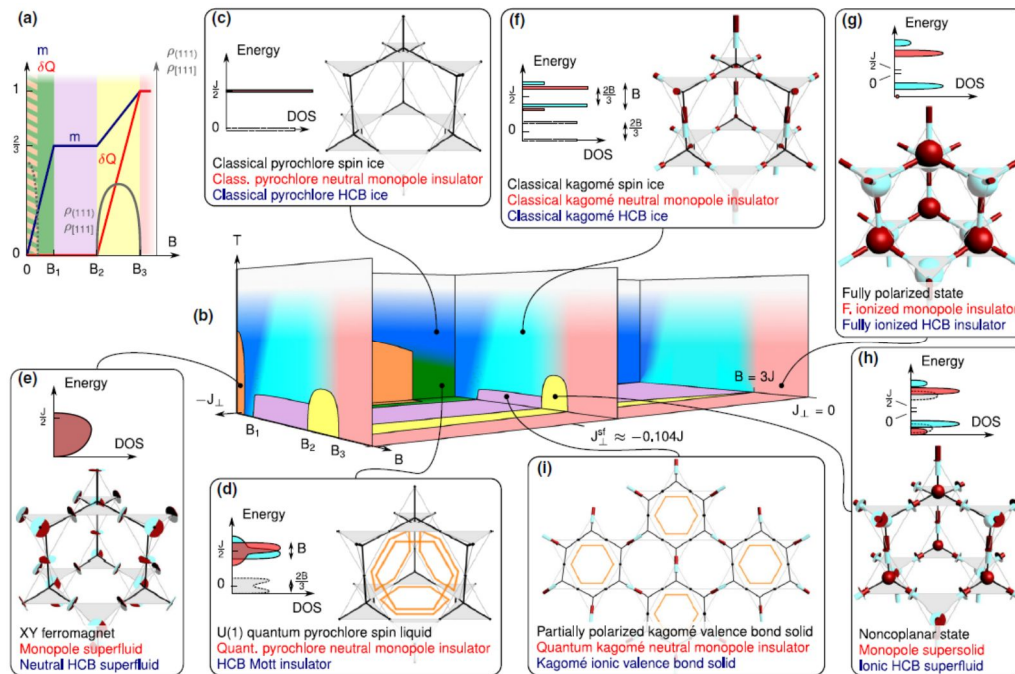 (a)
m
δQ
ρ(111)
ρ[111]
1
2/3
m
δQ
ρ(111)
ρ[111]
0
0 B₁ B₂ B₃ B
(c)
Energy
J/2
0
DOS
Classical pyrochlore spin ice
Class. pyrochlore neutral monopole insulator
Classical pyrochlore HCB ice
(f)
Energy
J/2
2B/3 B
0
2B/3
DOS
Classical kagomé spin ice
Classical kagomé neutral monopole insulator
Classical kagomé HCB ice
(g)
Energy
J/2
0
DOS
Fully polarized state
F. ionized monopole insulator
Fully ionized HCB insulator
(b)
T
−J⊥
B₁
B₂
B₃
B
B = 3J
J⊥ = 0
J⊥ˢᶠ ≈ −0.104J
(e)
Energy
J/2
DOS
XY ferromagnet
Monopole superfluid
Neutral HCB superfluid
(d)
Energy
J/2
B
0
2B/3
DOS
U(1) quantum pyrochlore spin liquid
Quant. pyrochlore neutral monopole insulator
HCB Mott insulator
(i)
Partially polarized kagomé valence bond solid
Quantum kagomé neutral monopole insulator
Kagomé ionic valence bond solid
(h)
Energy
J/2
0
DOS
Noncoplanar state
Monopole supersolid
Ionic HCB superfluid